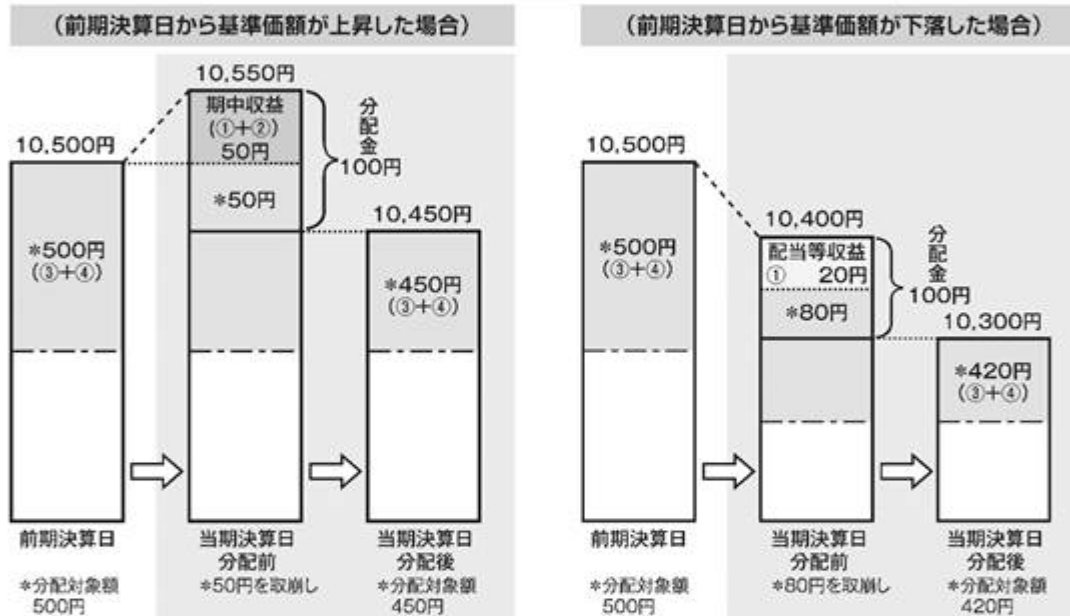 (前期決算日から基準価額が上昇した場合)
10,550円
期中収益
(①+②)
50円
*50円
分配金
100円
10,500円
*500円
(③+④)
10,450円
*450円
(③+④)
前期決算日
当期決算日
分配前
当期決算日
分配後
*分配対象額
500円
*50円を取崩し
*分配対象額
450円
(前期決算日から基準価額が下落した場合)
10,500円
*500円
(③+④)
10,400円
配当等収益
① 20円
*80円
分配金
100円
10,300円
*420円
(③+④)
前期決算日
当期決算日
分配前
当期決算日
分配後
*分配対象額
500円
*80円を取崩し
*分配対象額
420円